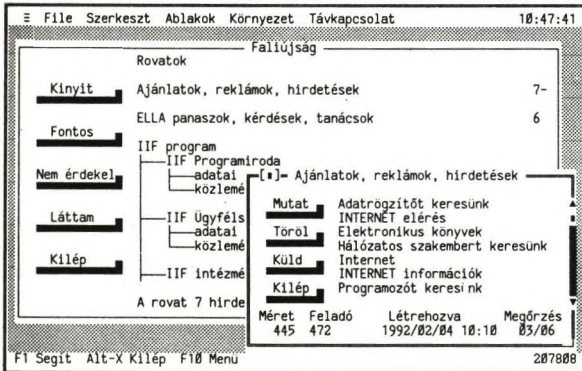 ≡ File Szerkeszt Ablakok Környezet Távkapcsolat 10:47:41
Faliújság
Rovatok
Kinyit
Ajánlatok, reklámok, hirdetések 7-
ELLA panaszok, kérdések, tanácsok 6
Fontos
IIF program
IIF Programiroda
Nem érdekel
adatai
közlemé
Láttam
IIF Ügyféls
adatai
közlemé
Kilép
IIF intézmé
A rovat 7 hirde
Ajánlatok, reklámok, hirdetések
Mutat
Adatrögzítőt keresünk
INTERNET elérés
Töröl
Elektronikus könyvek
Hálózatos szakembert keresünk
Küld
Internet
INTERNET információk
Kilép
Programozót keresünk
Méret Feladó Létrehozva Megőrzés
445 472 1992/02/04 10:10 03/06
F1 Segít Alt-X Kilép F10 Menü 207808